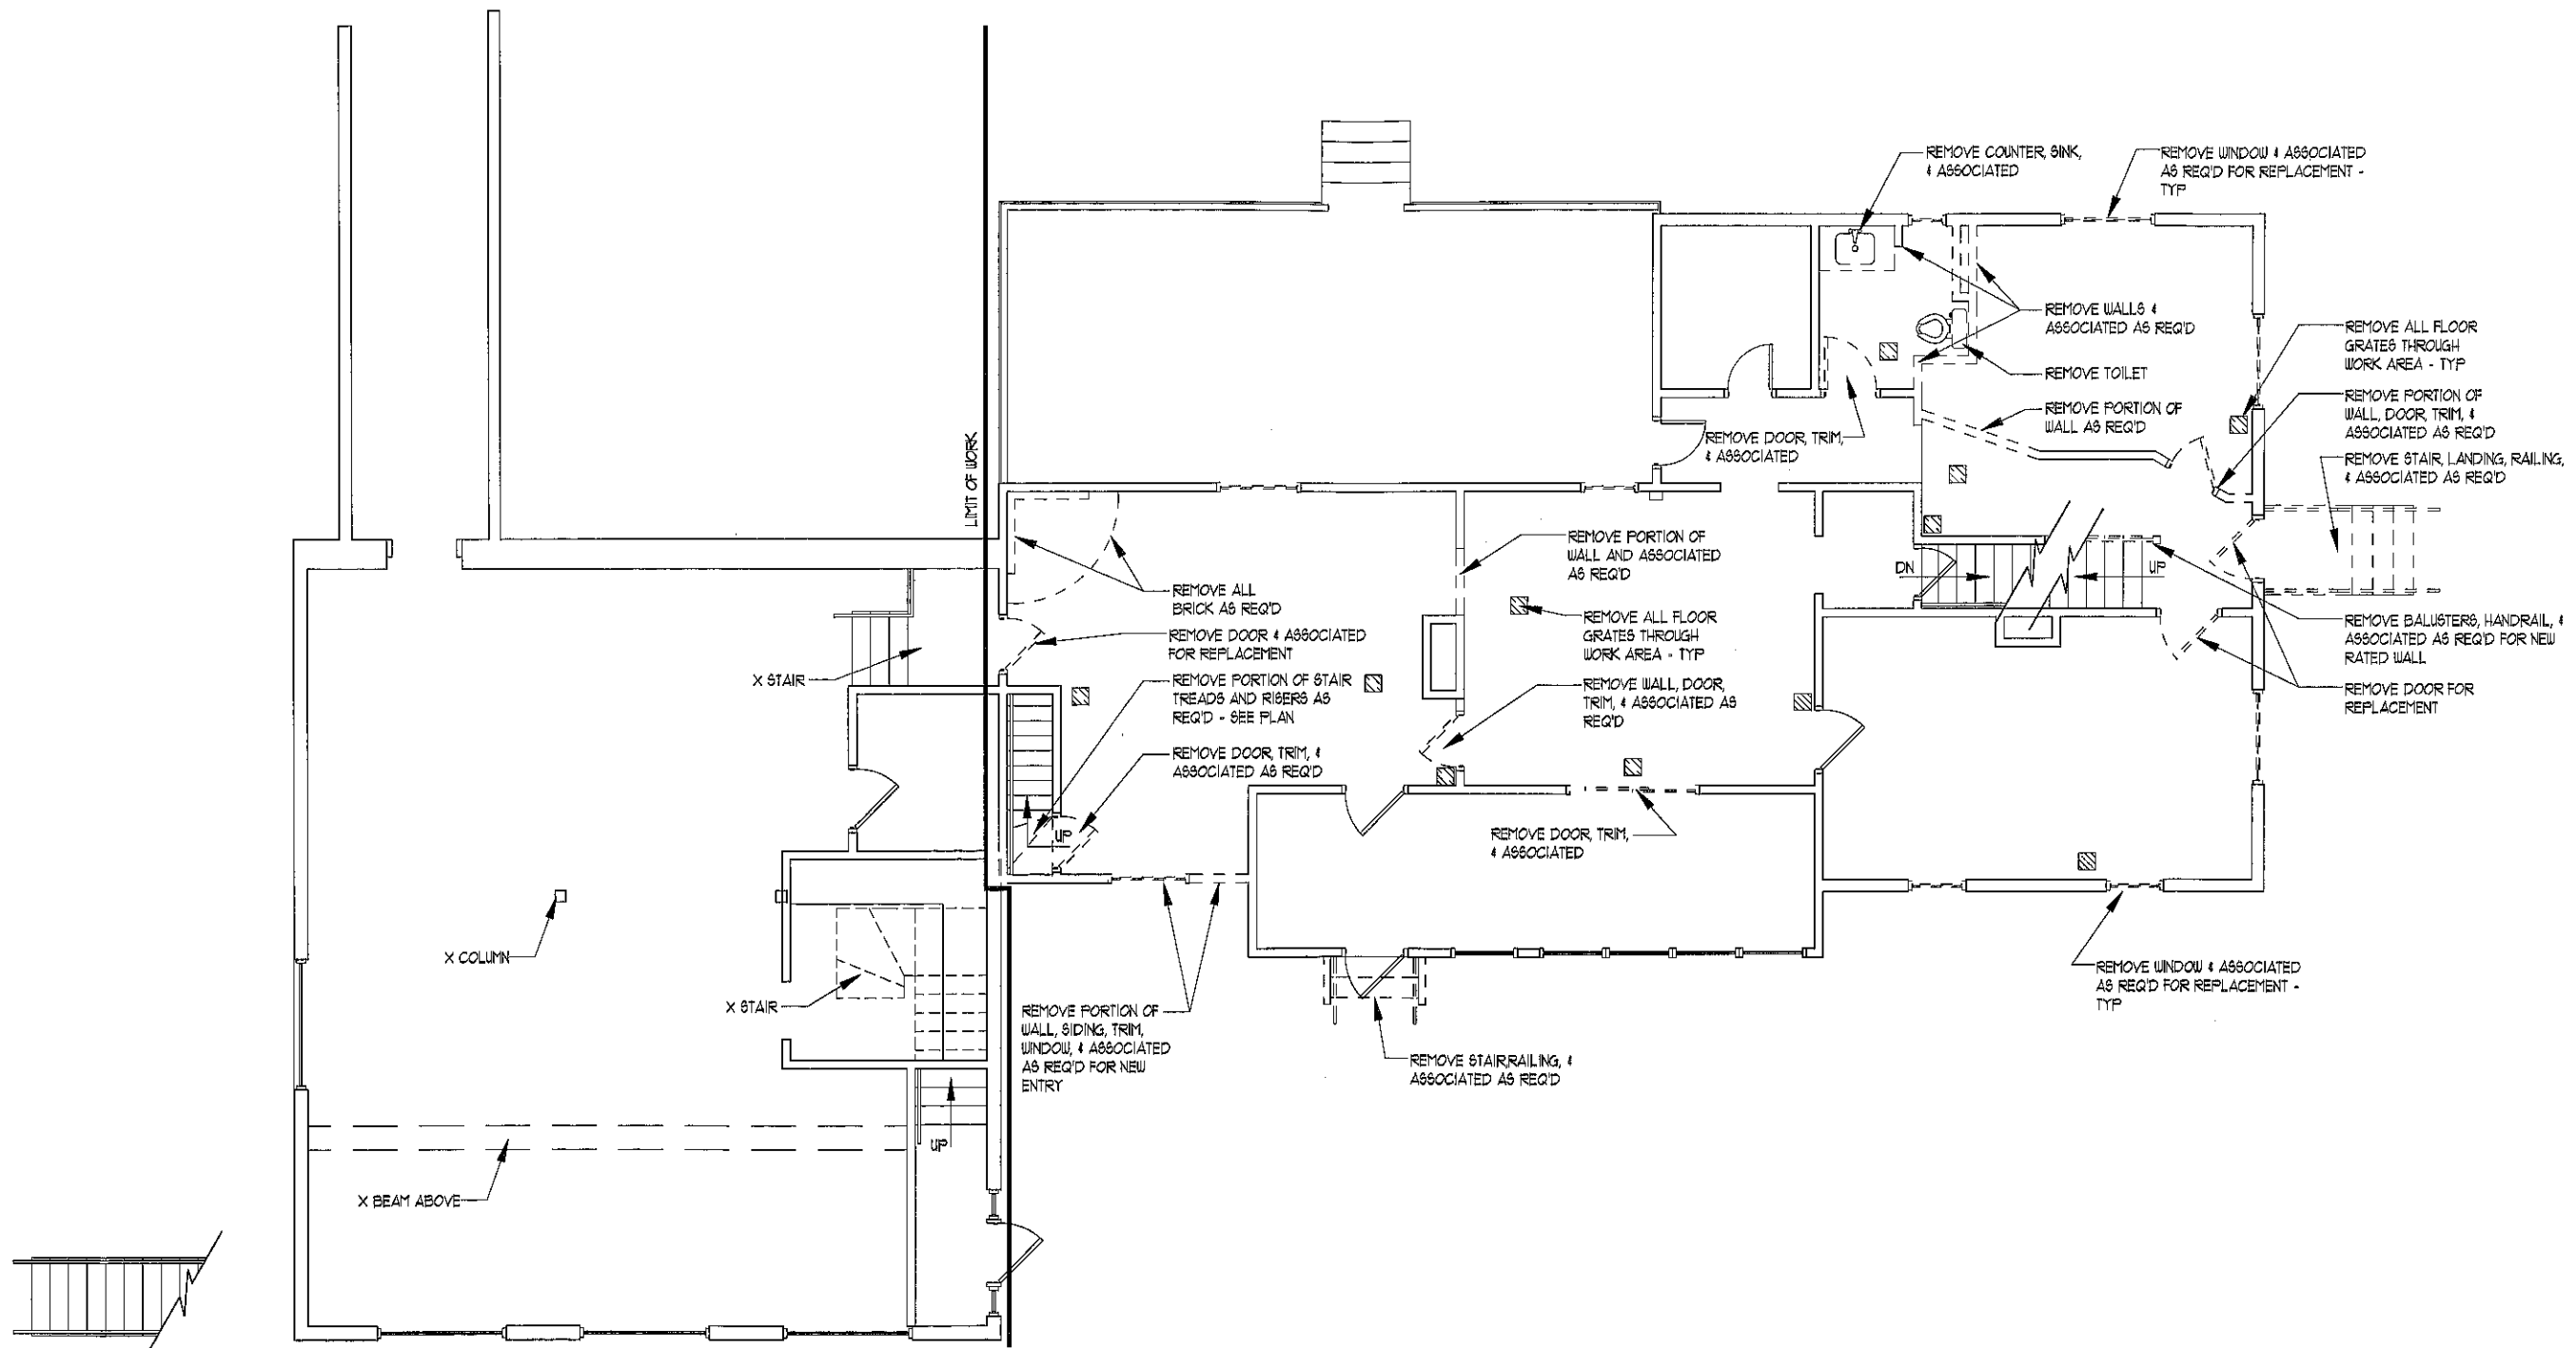 REMOVE COUNTER, SINK,
& ASSOCIATED
REMOVE WINDOW & ASSOCIATED
AS REQ'D FOR REPLACEMENT -
TYP
REMOVE WALLS &
ASSOCIATED AS REQ'D
REMOVE ALL FLOOR
GRATES THROUGH
WORK AREA - TYP
REMOVE TOILET
REMOVE PORTION OF
WALL AS REQ'D
REMOVE PORTION OF
WALL, DOOR, TRIM, &
ASSOCIATED AS REQ'D
REMOVE DOOR, TRIM,
& ASSOCIATED
REMOVE STAIR, LANDING, RAILING,
& ASSOCIATED AS REQ'D
LIMIT OF WORK
REMOVE PORTION OF
WALL AND ASSOCIATED
AS REQ'D
DN
UP
REMOVE ALL
BRICK AS REQ'D
REMOVE ALL FLOOR
GRATES THROUGH
WORK AREA - TYP
REMOVE BALUSTERS, HANDRAIL, &
ASSOCIATED AS REQ'D FOR NEW
RATED WALL
REMOVE DOOR & ASSOCIATED
FOR REPLACEMENT
X STAIR
REMOVE PORTION OF STAIR
TREADS AND RISERS AS
REQ'D - SEE PLAN
REMOVE WALL, DOOR,
TRIM, & ASSOCIATED AS
REQ'D
REMOVE DOOR FOR
REPLACEMENT
REMOVE DOOR, TRIM, &
ASSOCIATED AS REQ'D
UP
REMOVE DOOR, TRIM,
& ASSOCIATED
X COLUMN
REMOVE WINDOW & ASSOCIATED
AS REQ'D FOR REPLACEMENT -
TYP
X STAIR
REMOVE PORTION OF
WALL, SIDING, TRIM,
WINDOW, & ASSOCIATED
AS REQ'D FOR NEW
ENTRY
REMOVE STAIR,RAILING, &
ASSOCIATED AS REQ'D
UP
X BEAM ABOVE